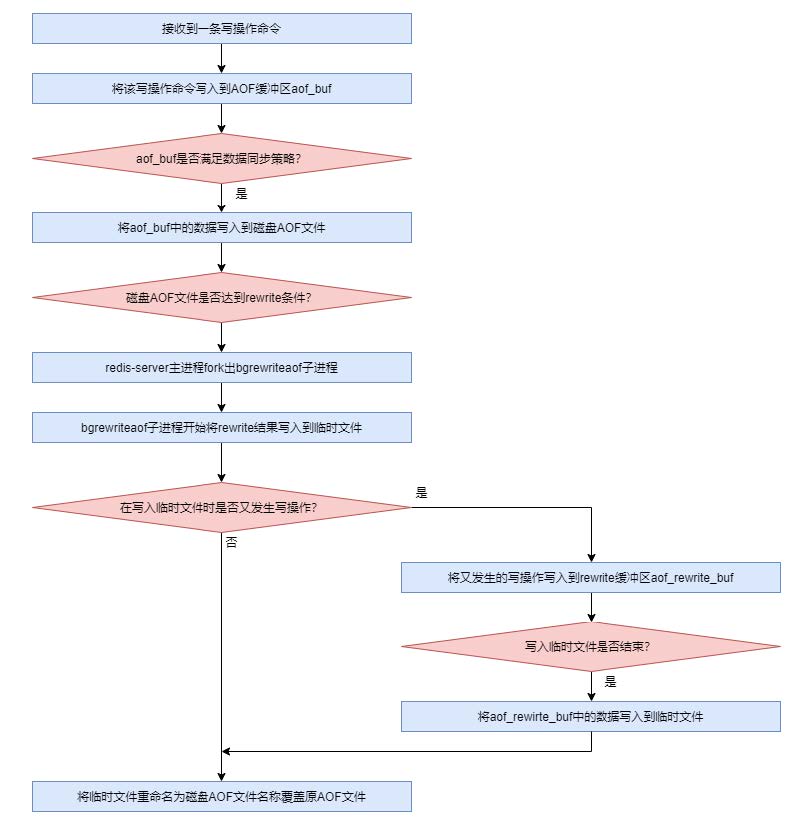 接收到一条写操作命令
将该写操作命令写入到AOF缓冲区aof_buf
aof_buf是否满足数据同步策略？
是
将aof_buf中的数据写入到磁盘AOF文件
磁盘AOF文件是否达到rewrite条件？
redis-server主进程fork出bgrewriteaof子进程
bgrewriteaof子进程开始将rewrite结果写入到临时文件
在写入临时文件时是否又发生写操作？
是
否
将又发生的写操作写入到rewrite缓冲区aof_rewrite_buf
写入临时文件是否结束？
是
将aof_rewirte_buf中的数据写入到临时文件
将临时文件重命名为磁盘AOF文件名称覆盖原AOF文件